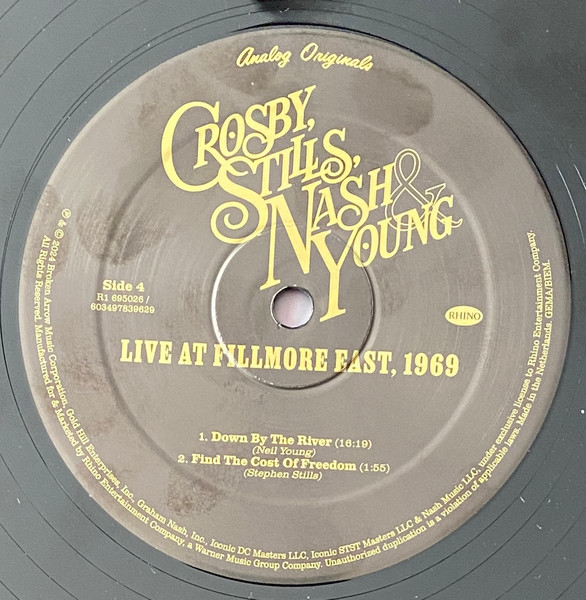 Analog Originals
CROSBY,
STILLS,
NASH &
YOUNG
Side 4
R1 695026 /
603497839629
RHINO
LIVE AT FILLMORE EAST, 1969
1. Down By The River (16:19)
(Neil Young)
2. Find The Cost Of Freedom (1:55)
(Stephen Stills)
℗ & © 2024 Broken Arrow Music Corporation, Gold Hill Enterprises, Inc., Graham Nash, Inc., Iconic DC Masters LLC, Iconic STST Masters LLC & Nash Music LLC, under exclusive license to Rhino Entertainment Company.
All Rights Reserved. Manufactured for & Marketed by Rhino Entertainment Company, a Warner Music Group Company. Unauthorized duplication is a violation of applicable laws. Made in the Netherlands. GEMA/BIEM.